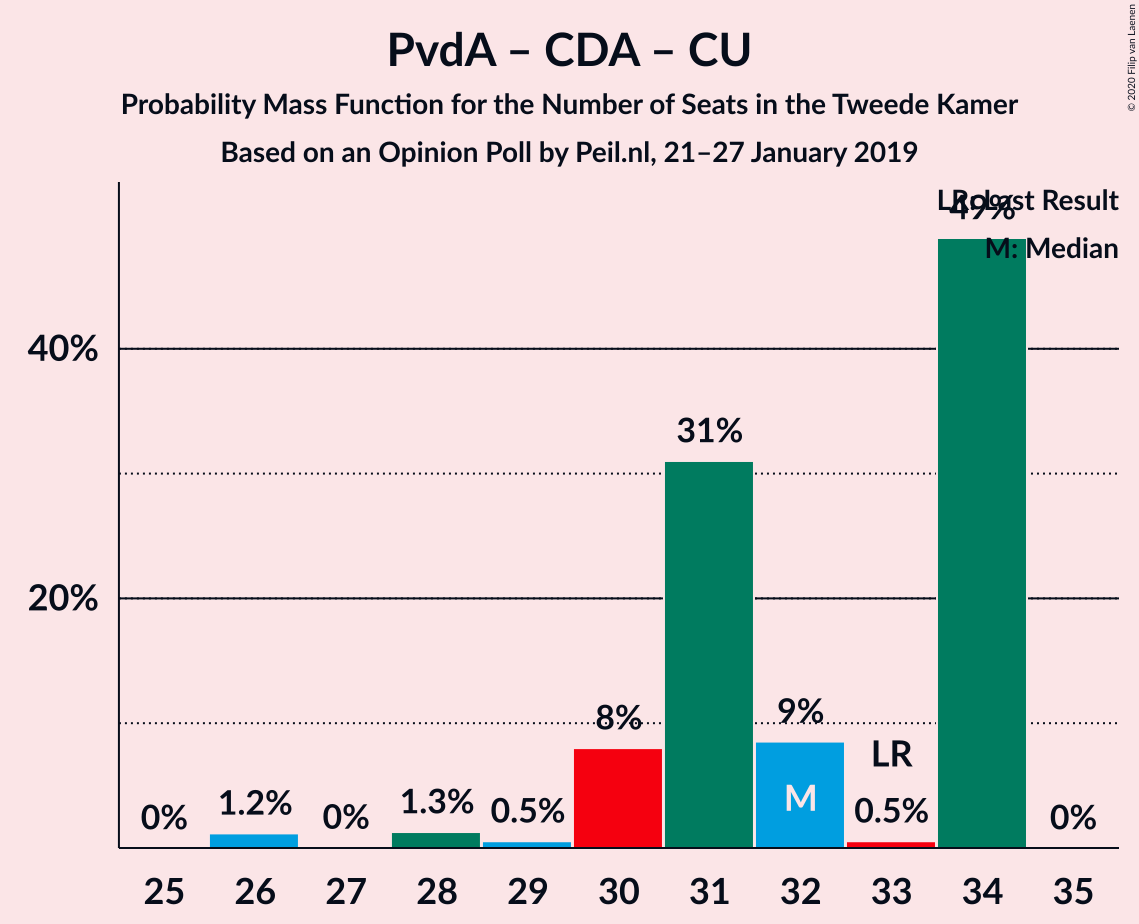 PvdA – CDA – CU
Probability Mass Function for the Number of Seats in the Tweede Kamer
Based on an Opinion Poll by Peil.nl, 21–27 January 2019
© 2020 Filip van Laenen
LR: Last Result
49%
M: Median
40%
31%
20%
8%
9%
LR
M
0%
1.2%
0%
1.3%
0.5%
0.5%
0%
25 26 27 28 29 30 31 32 33 34 35